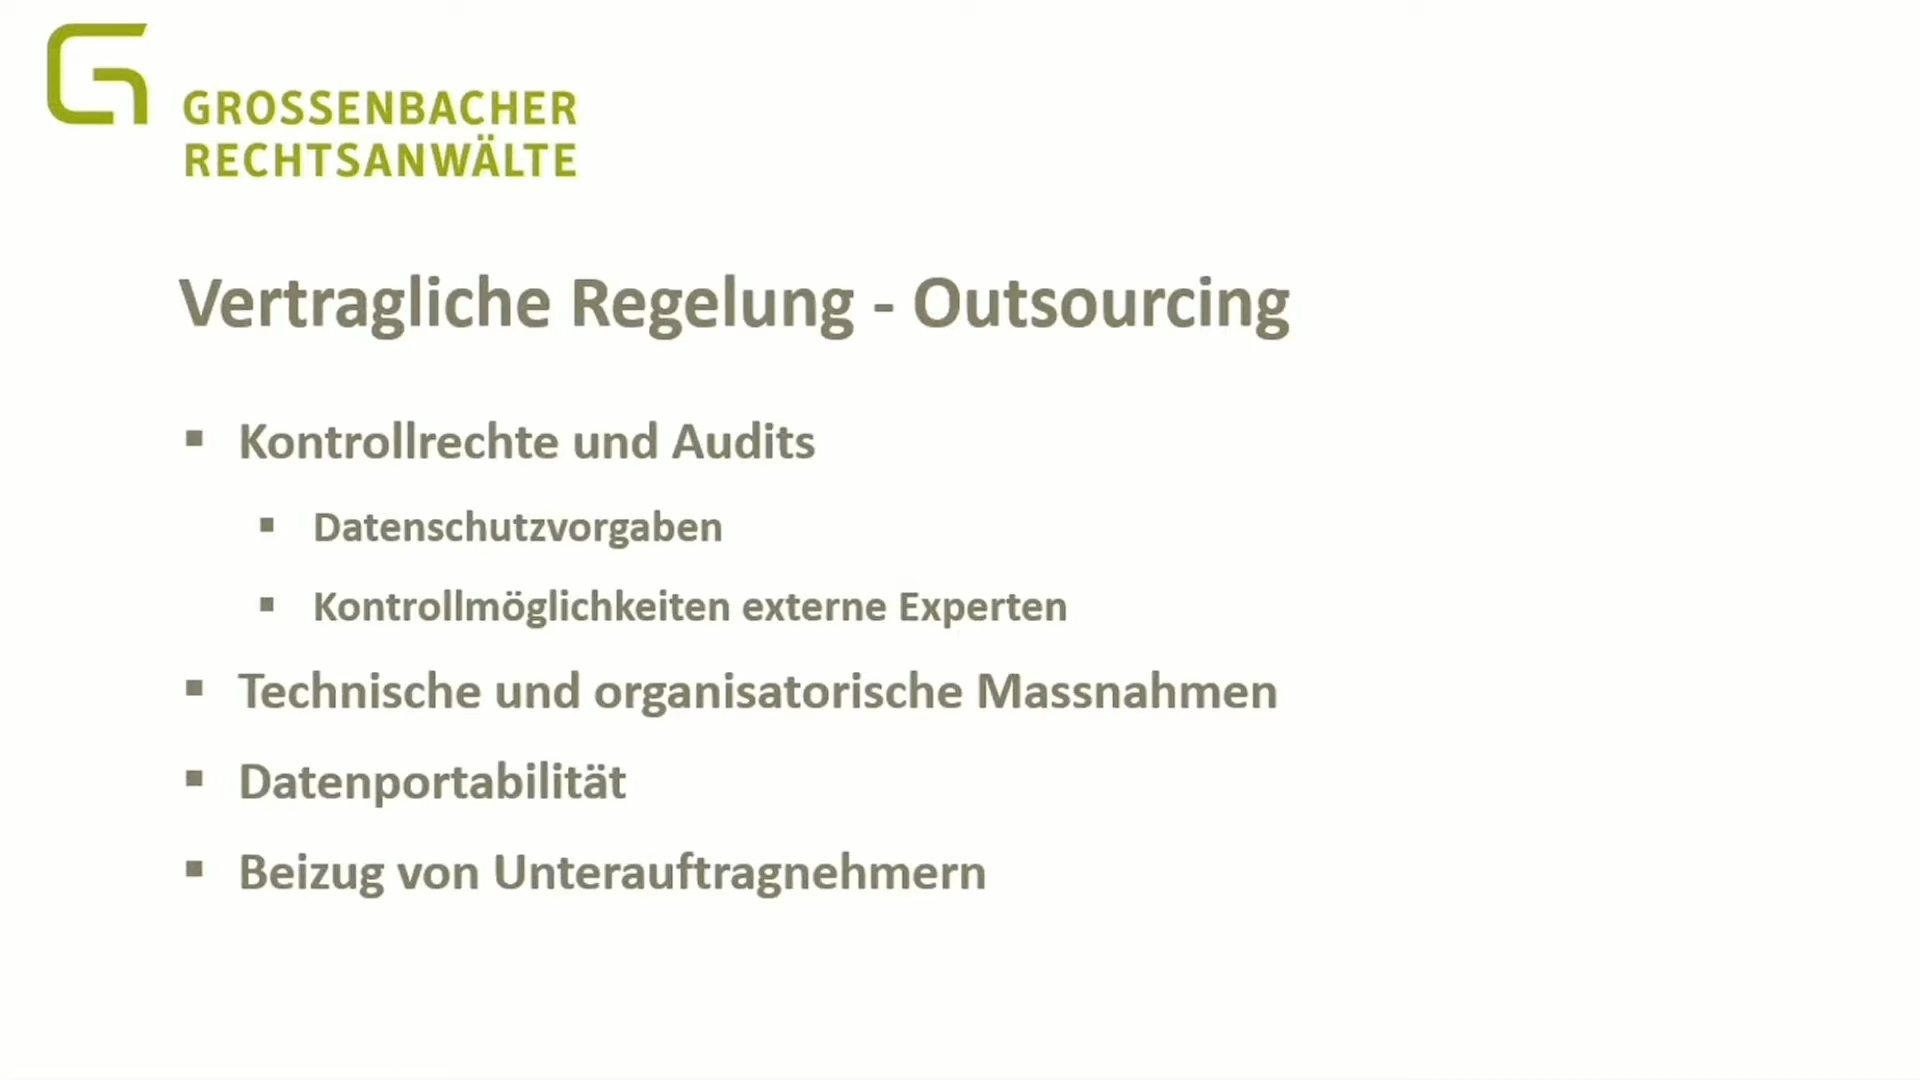 GROSSENBACHER
RECHTSANWÄLTE
Vertragliche Regelung - Outsourcing
▪ Kontrollrechte und Audits
▪ Datenschutzvorgaben
▪ Kontrollmöglichkeiten externe Experten
▪ Technische und organisatorische Massnahmen
▪ Datenportabilität
▪ Beizug von Unterauftragnehmern